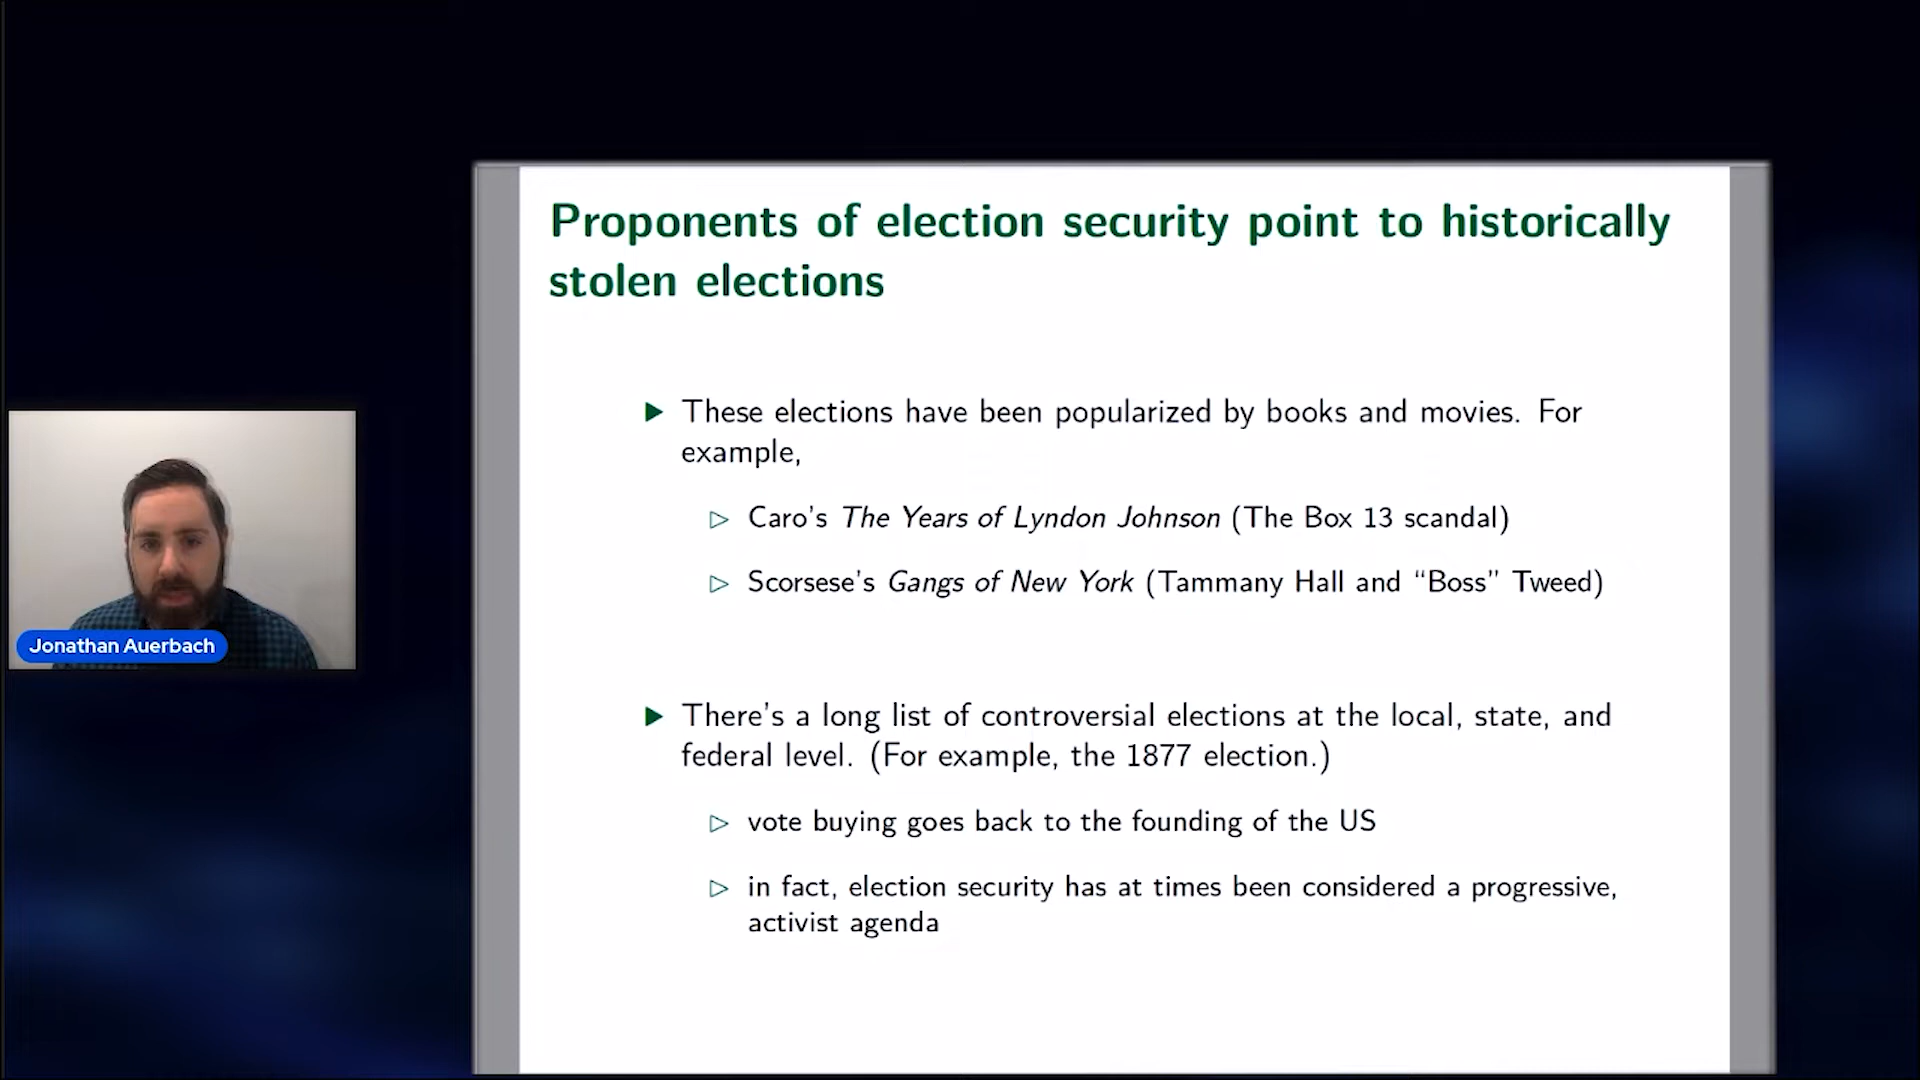 Proponents of election security point to historically
stolen elections
▶ These elections have been popularized by books and movies. For
example,
▷ Caro's The Years of Lyndon Johnson (The Box 13 scandal)
▷ Scorsese's Gangs of New York (Tammany Hall and “Boss” Tweed)
▶ There's a long list of controversial elections at the local, state, and
federal level. (For example, the 1877 election.)
▷ vote buying goes back to the founding of the US
▷ in fact, election security has at times been considered a progressive,
activist agenda
Jonathan Auerbach